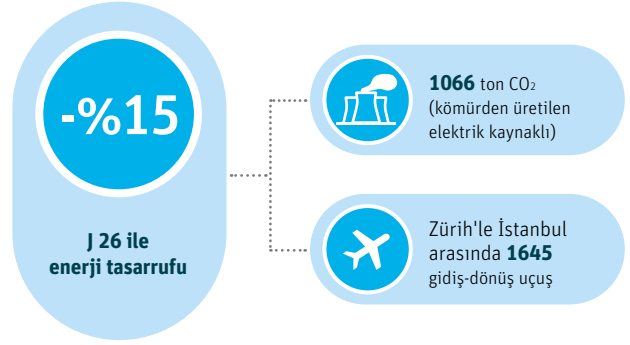 -%15
J 26 ile
enerji tasarrufu
1066 ton CO₂
(kömürden üretilen
elektrik kaynaklı)
Zürih'le İstanbul
arasında 1645
gidiş-dönüş uçuş